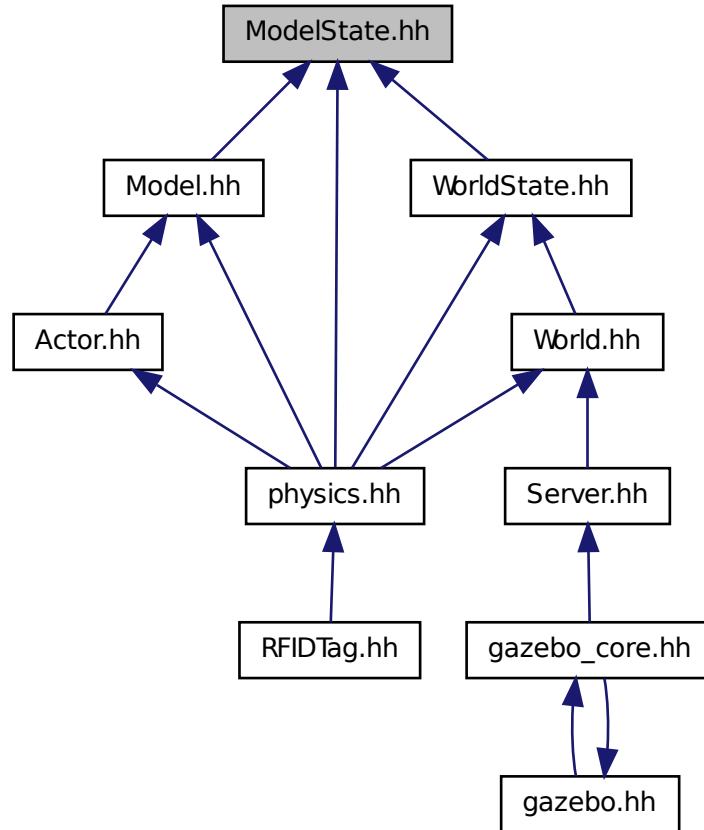 ModelState.hh
Model.hh
WorldState.hh
Actor.hh
World.hh
physics.hh
Server.hh
RFIDTag.hh
gazebo_core.hh
gazebo.hh